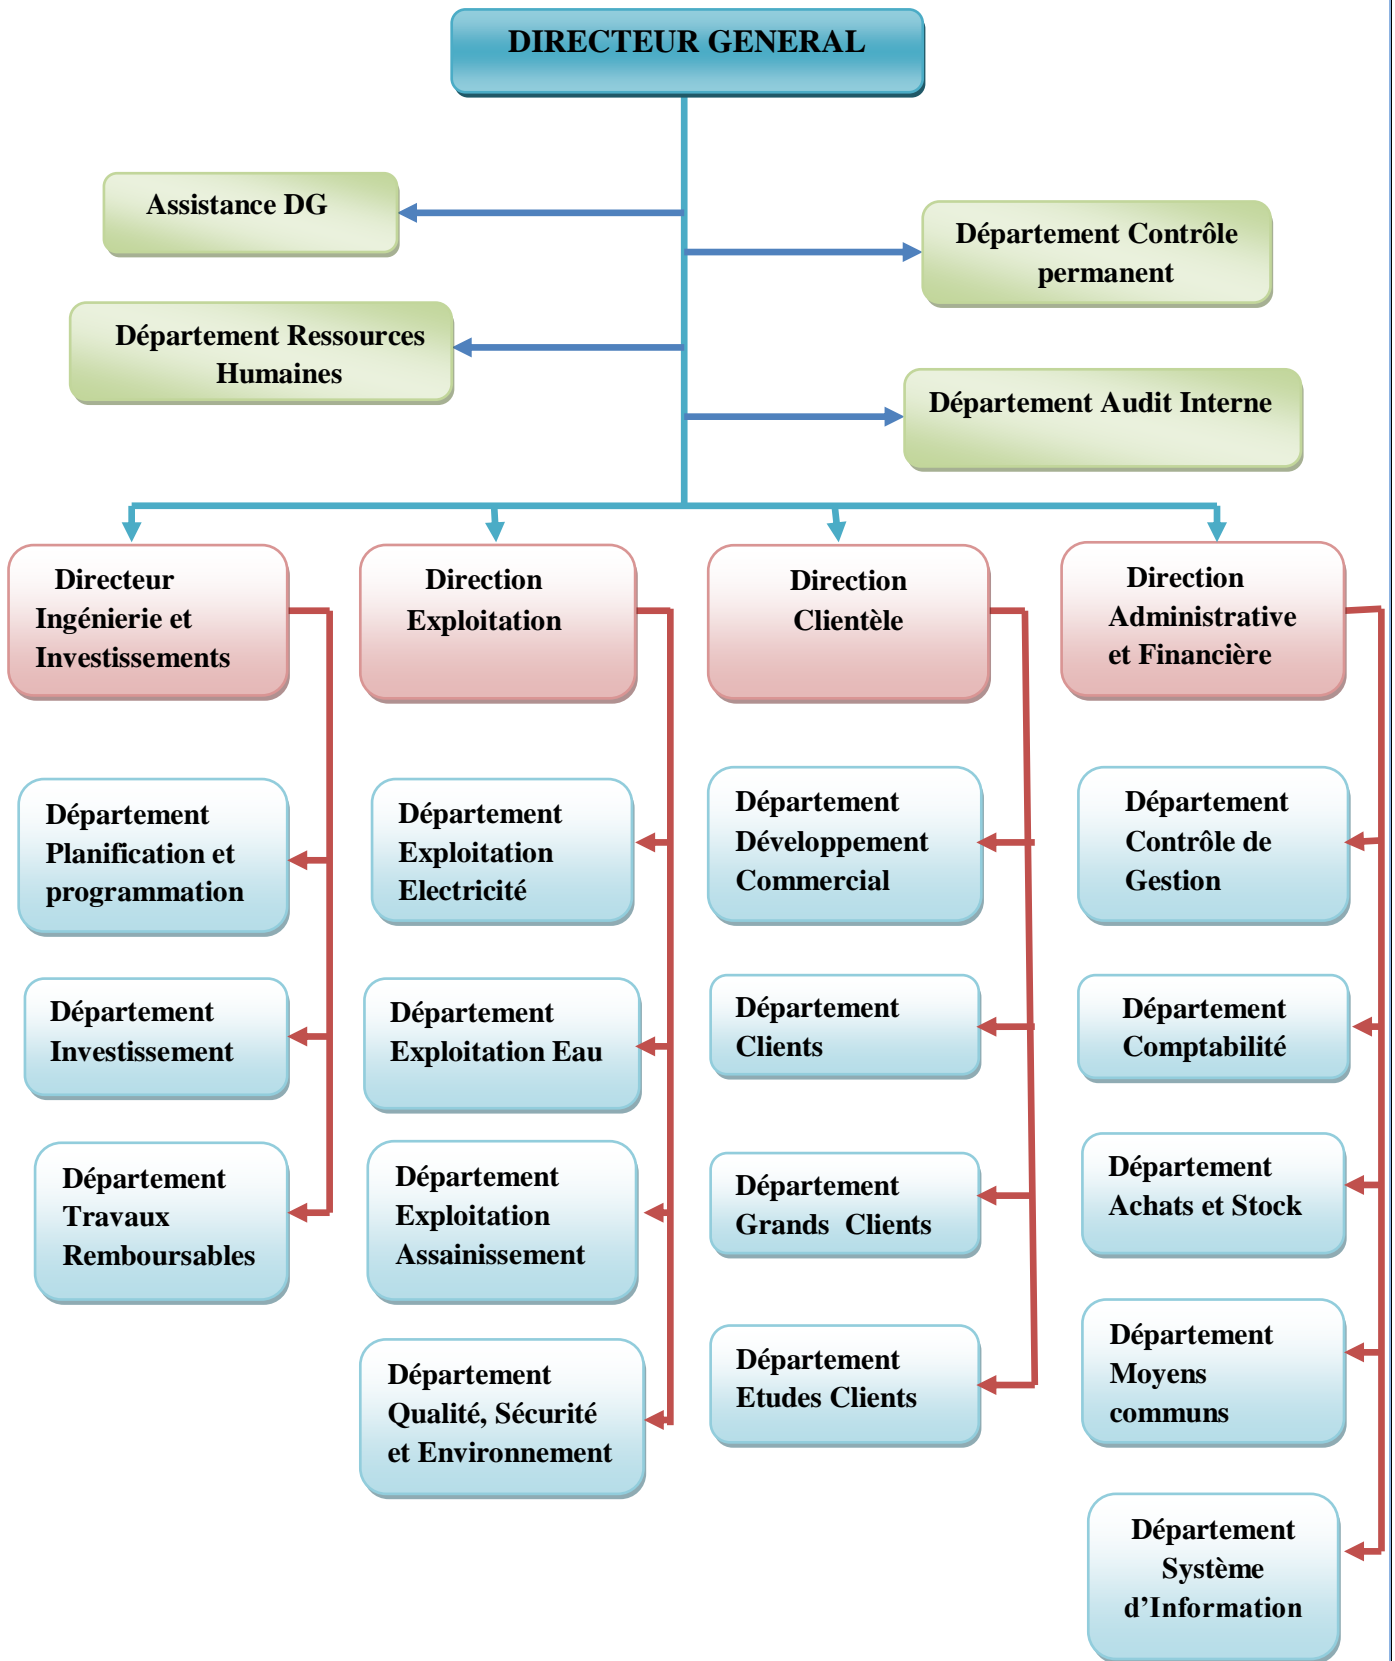 DIRECTEUR GENERAL
Assistance DG
Département Contrôle
permanent
Département Ressources
Humaines
Département Audit Interne
Directeur
Ingénierie et
Investissements
Direction
Exploitation
Direction
Clientèle
Direction
Administrative
et Financière
Département
Planification et
programmation
Département
Investissement
Département
Travaux
Remboursables
Département
Exploitation
Electricité
Département
Exploitation Eau
Département
Exploitation
Assainissement
Département
Qualité, Sécurité
et Environnement
Département
Développement
Commercial
Département
Clients
Département
Grands Clients
Département
Etudes Clients
Département
Contrôle de
Gestion
Département
Comptabilité
Département
Achats et Stock
Département
Moyens
communs
Département
Système
d’Information